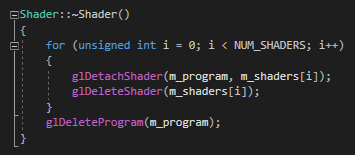 Shader::~Shader()
{
for (unsigned int i = 0; i < NUM_SHADERS; i++)
{
glDetachShader(m_program, m_shaders[i]);
glDeleteShader(m_shaders[i]);
}
glDeleteProgram(m_program);
}